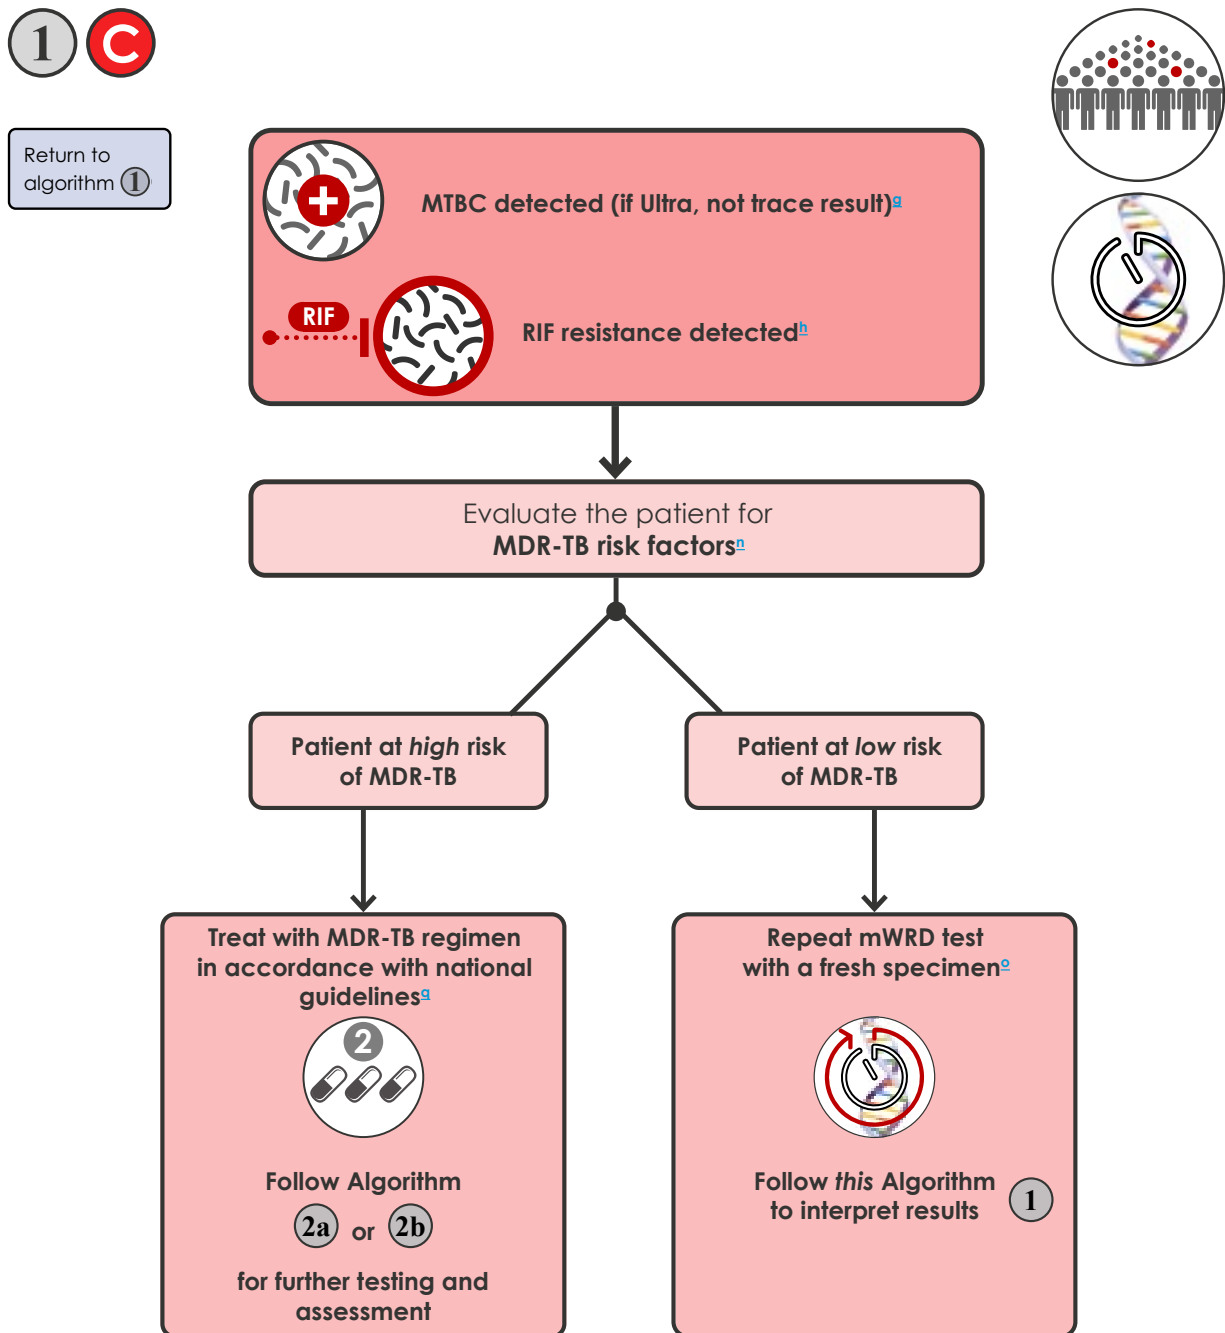 1 C
Return to
algorithm 1
MTBC detected (if Ultra, not trace result)g
RIF
RIF resistance detectedh
Evaluate the patient for
MDR-TB risk factorsn
Patient at high risk
of MDR-TB
Patient at low risk
of MDR-TB
Treat with MDR-TB regimen
in accordance with national
guidelinesq
2
Follow Algorithm
2a or 2b
for further testing and
assessment
Repeat mWRD test
with a fresh specimeno
Follow this Algorithm
to interpret results 1